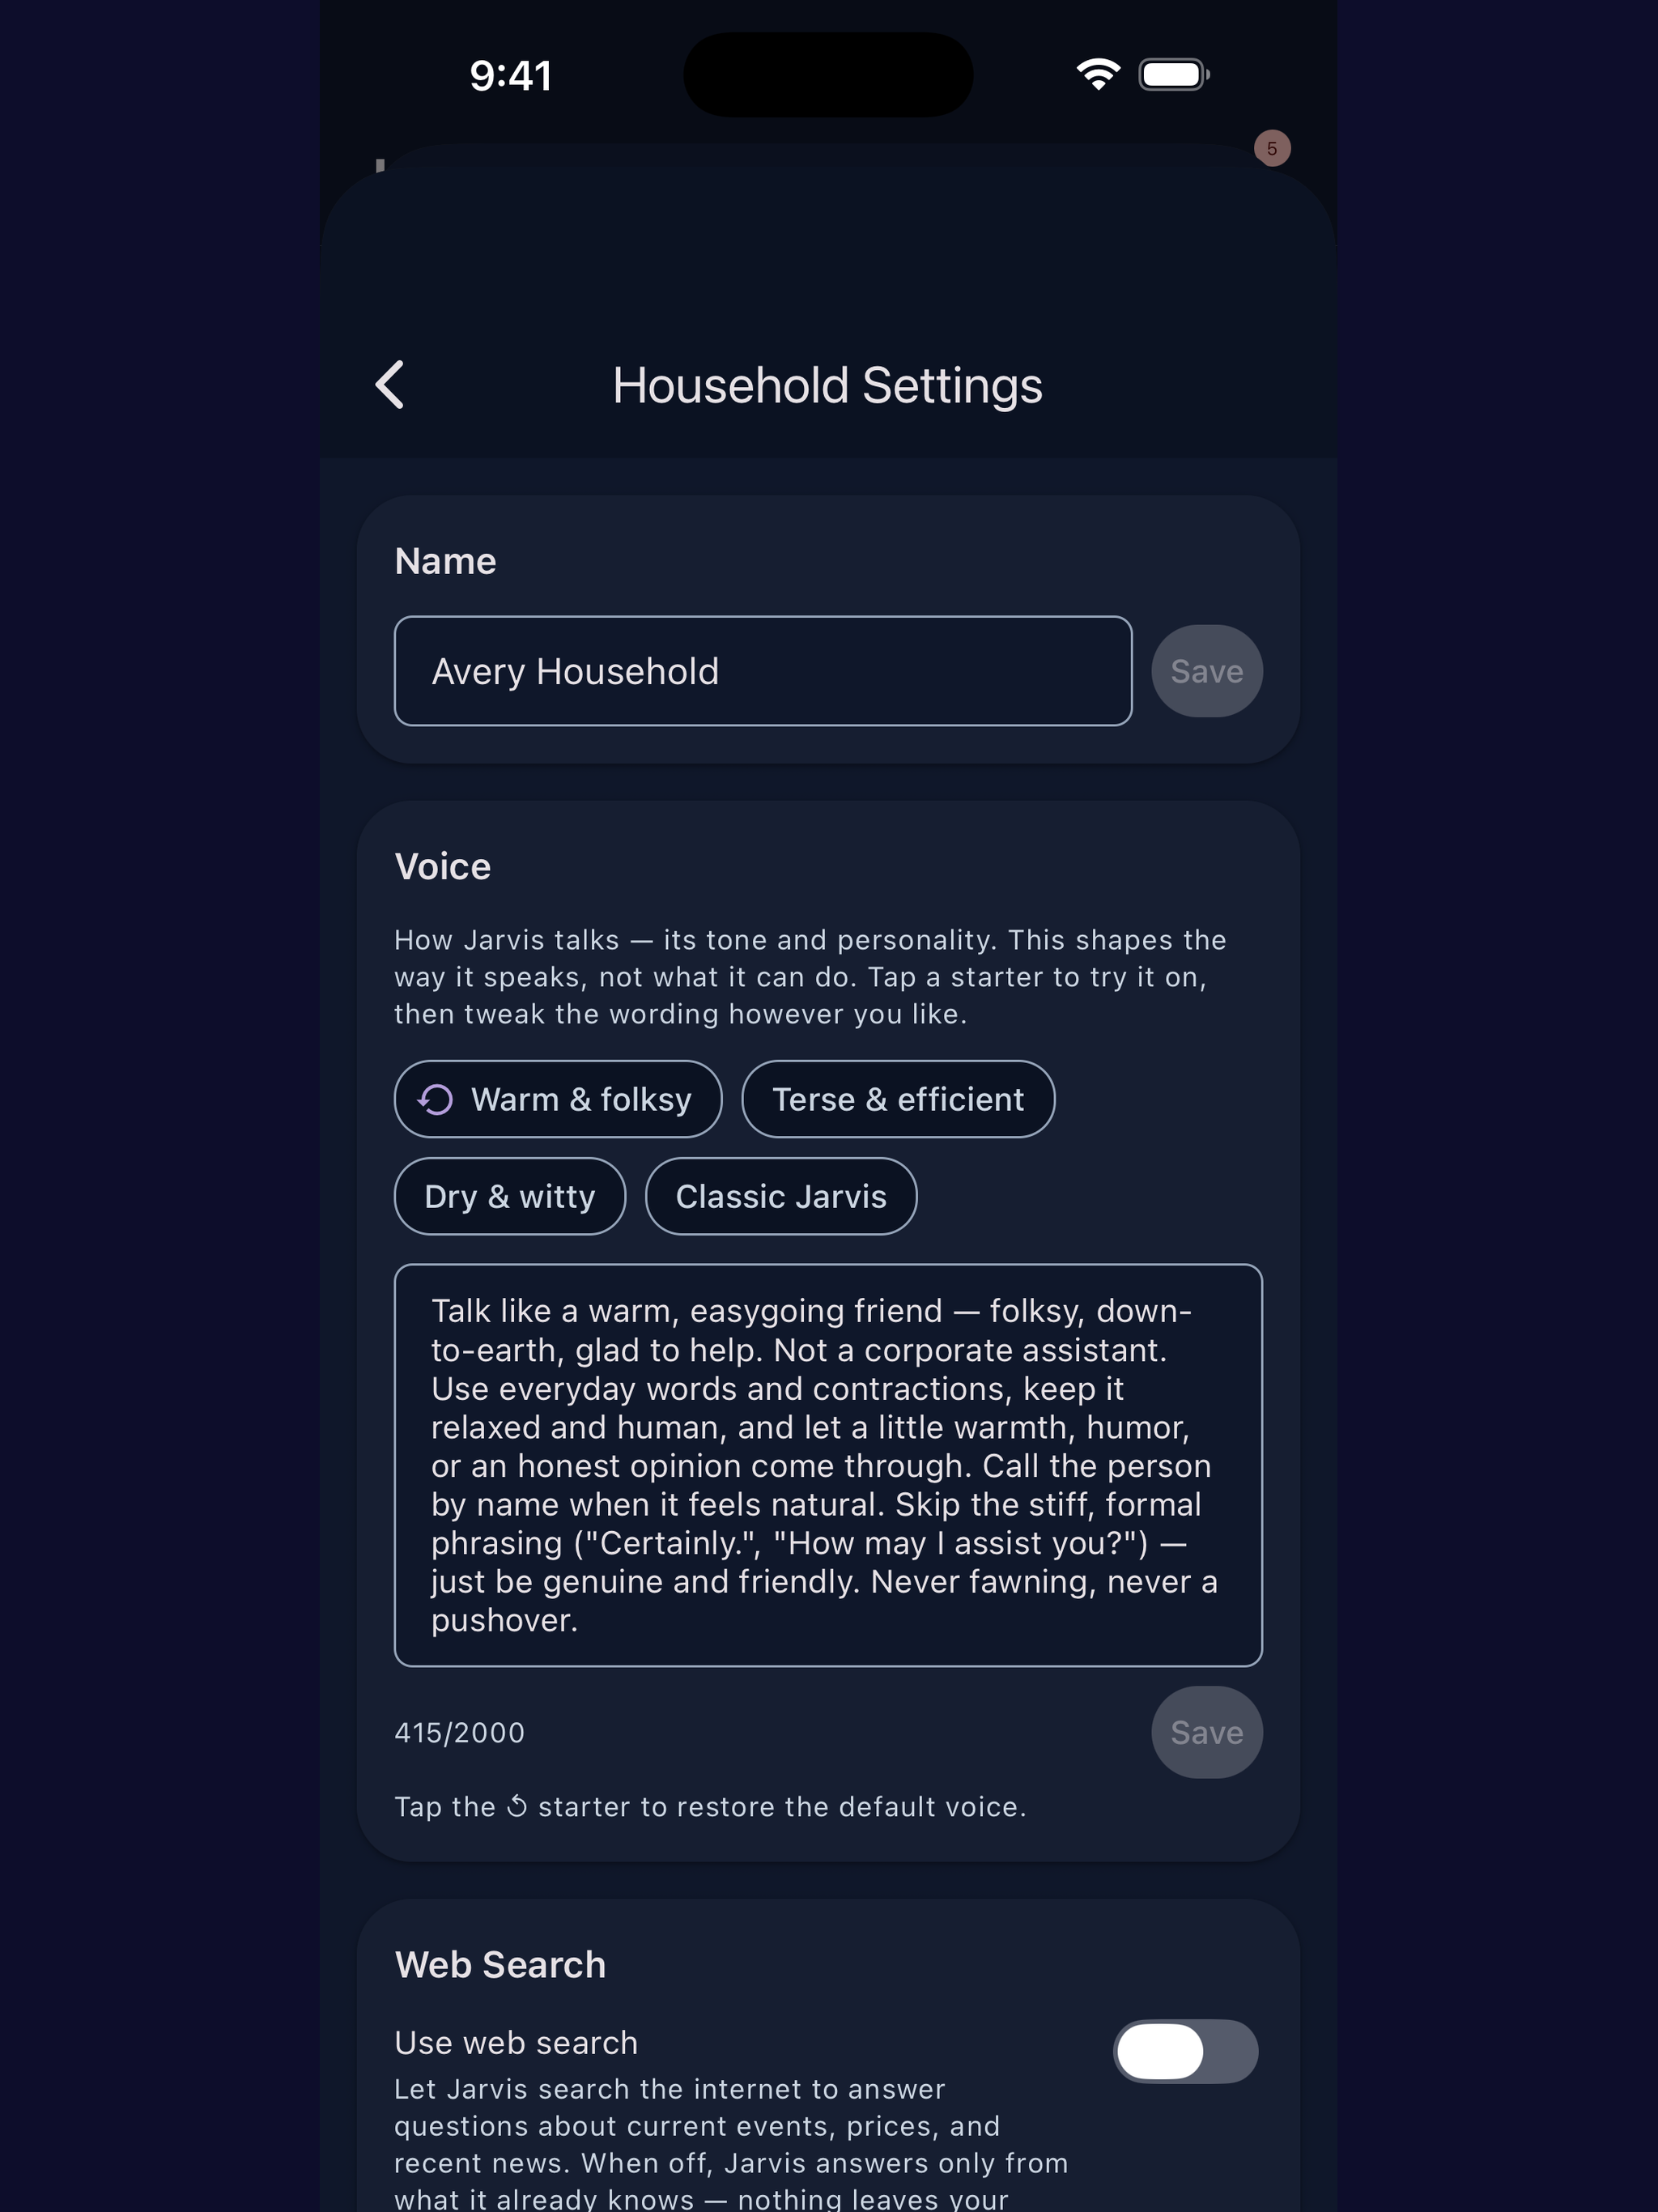 9:41
5
Household Settings
Name
Avery Household
Save
Voice
How Jarvis talks — its tone and personality. This shapes the
way it speaks, not what it can do. Tap a starter to try it on,
then tweak the wording however you like.
Warm & folksy
Terse & efficient
Dry & witty
Classic Jarvis
Talk like a warm, easygoing friend — folksy, down-
to-earth, glad to help. Not a corporate assistant.
Use everyday words and contractions, keep it
relaxed and human, and let a little warmth, humor,
or an honest opinion come through. Call the person
by name when it feels natural. Skip the stiff, formal
phrasing ("Certainly.", "How may I assist you?") —
just be genuine and friendly. Never fawning, never a
pushover.
415/2000
Save
Tap the ↺ starter to restore the default voice.
Web Search
Use web search
Let Jarvis search the internet to answer
questions about current events, prices, and
recent news. When off, Jarvis answers only from
what it already knows — nothing leaves your